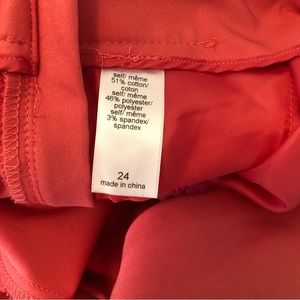 self/ même
51% cotton/
coton
self/ même
46% polyester/
polyester
self/ même
3% spandex/
spandex
24
made in china